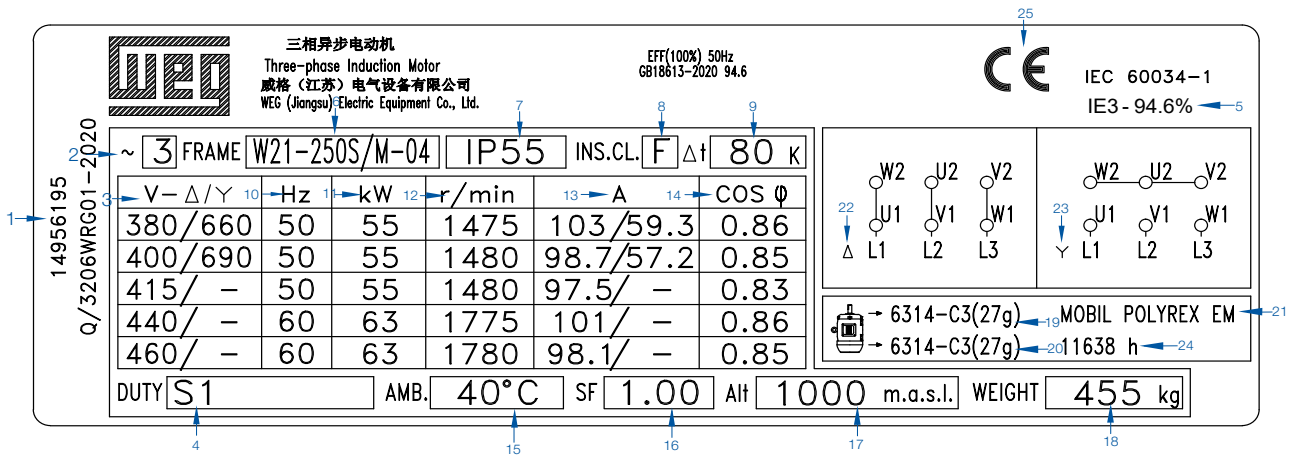 25
三相异步电动机
Three-phase Induction Motor
威格（江苏）电气设备有限公司
WEG (Jiangsu) Electric Equipment Co., Ltd.
WEG
EFF(100%) 50Hz
GB18613-2020 94.6
CE
IEC 60034-1
IE3 - 94.6% 5
6 7 8 9
2 ~ 3 FRAME W21-250S/M-04 IP55 INS.CL. F Δt 80 K
3 V- Δ/Y 10 Hz 11 kW 12 r/min 13 A 14 COS φ
380/660 50 55 1475 103/59.3 0.86
400/690 50 55 1480 98.7/57.2 0.85
415/ - 50 55 1480 97.5/ - 0.83
440/ - 60 63 1775 101/ - 0.86
460/ - 60 63 1780 98.1/ - 0.85
1 14956195
Q/3206WRG01-2020
W2 U2 V2
U1 V1 W1
22 Δ L1 L2 L3
W2 U2 V2
U1 V1 W1
23 Y L1 L2 L3
6314-C3(27g) 19 MOBIL POLYREX EM 21
6314-C3(27g) 20 11638 h 24
DUTY S1 AMB. 40°C SF 1.00 Alt 1000 m.a.s.l. WEIGHT 455 kg
4 15 16 17 18